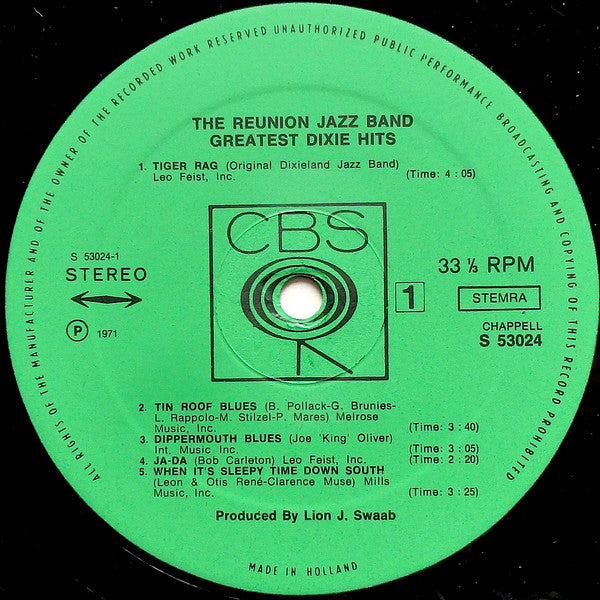 ALL RIGHTS OF THE MANUFACTURER AND OF THE OWNER OF THE RECORDED WORK RESERVED UNAUTHORIZED PUBLIC PERFORMANCE BROADCASTING AND COPYING OF THIS RECORD PROHIBITED
THE REUNION JAZZ BAND
GREATEST DIXIE HITS
1. TIGER RAG (Original Dixieland Jazz Band)
Leo Feist, Inc. (Time: 4 : 05)
CBS
S 53024-1
STEREO
P 1971
1
33 ⅓ RPM
STEMRA
CHAPPELL
S 53024
2. TIN ROOF BLUES (B. Pollack-G. Brunies-
L. Rappolo-M. Stilzel-P. Mares) Melrose
Music, Inc. (Time: 3 : 40)
3. DIPPERMOUTH BLUES (Joe 'King' Oliver)
Int. Music Inc. (Time: 3 : 05)
4. JA-DA (Bob Carleton) Leo Feist, Inc. (Time: 2 : 20)
5. WHEN IT'S SLEEPY TIME DOWN SOUTH
(Leon & Otis René-Clarence Muse) Mills
Music, Inc. (Time: 3 : 25)
Produced By Lion J. Swaab
MADE IN HOLLAND